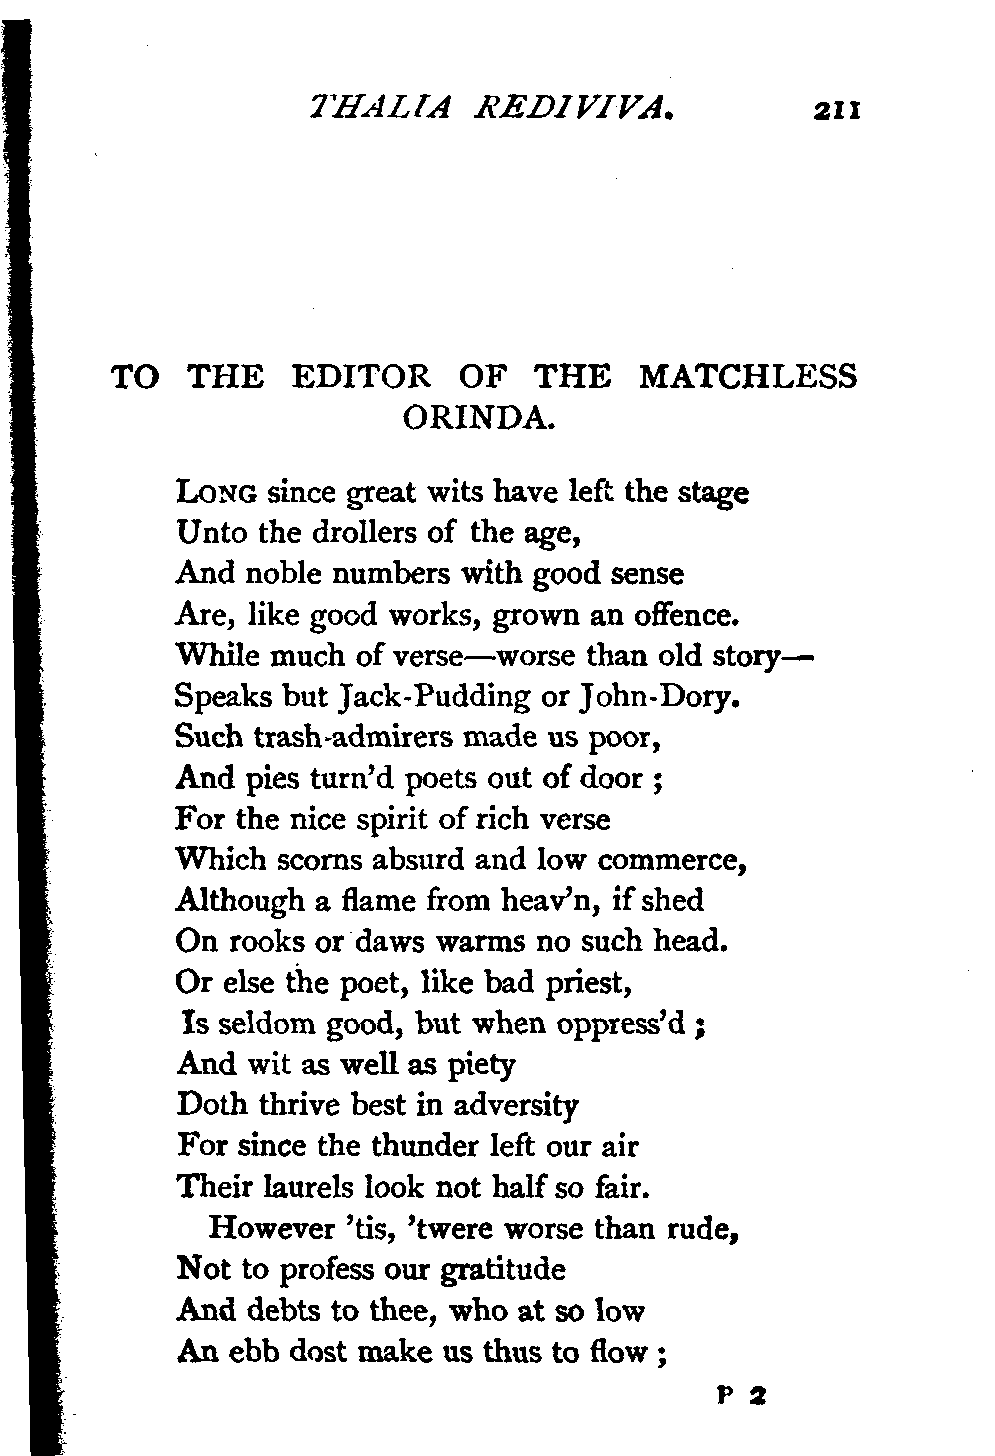 THALIA REDIVIVA. 211
TO THE EDITOR OF THE MATCHLESS
ORINDA.
LONG since great wits have left the stage
Unto the drollers of the age,
And noble numbers with good sense
Are, like good works, grown an offence.
While much of verse—worse than old story—
Speaks but Jack-Pudding or John-Dory.
Such trash-admirers made us poor,
And pies turn'd poets out of door ;
For the nice spirit of rich verse
Which scorns absurd and low commerce,
Although a flame from heav'n, if shed
On rooks or daws warms no such head.
Or else the poet, like bad priest,
Is seldom good, but when oppress'd ;
And wit as well as piety
Doth thrive best in adversity
For since the thunder left our air
Their laurels look not half so fair.
However 'tis, 'twere worse than rude,
Not to profess our gratitude
And debts to thee, who at so low
An ebb dost make us thus to flow ;
P 2